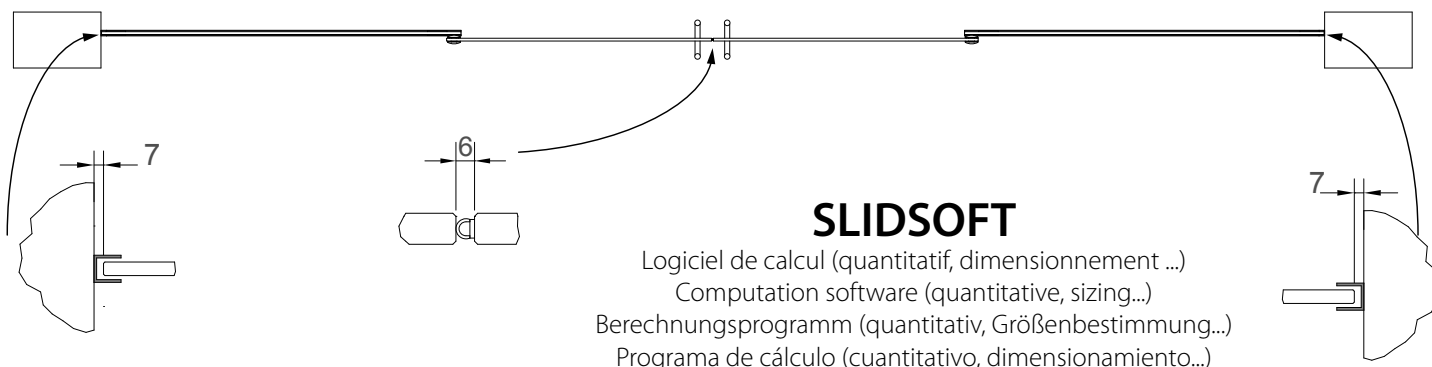 7
6
7
SLIDSOFT
Logiciel de calcul (quantitatif, dimensionnement ...)
Computation software (quantitative, sizing...)
Berechnungsprogramm (quantitativ, Größenbestimmung...)
Programa de cálculo (cuantitativo, dimensionamiento...)